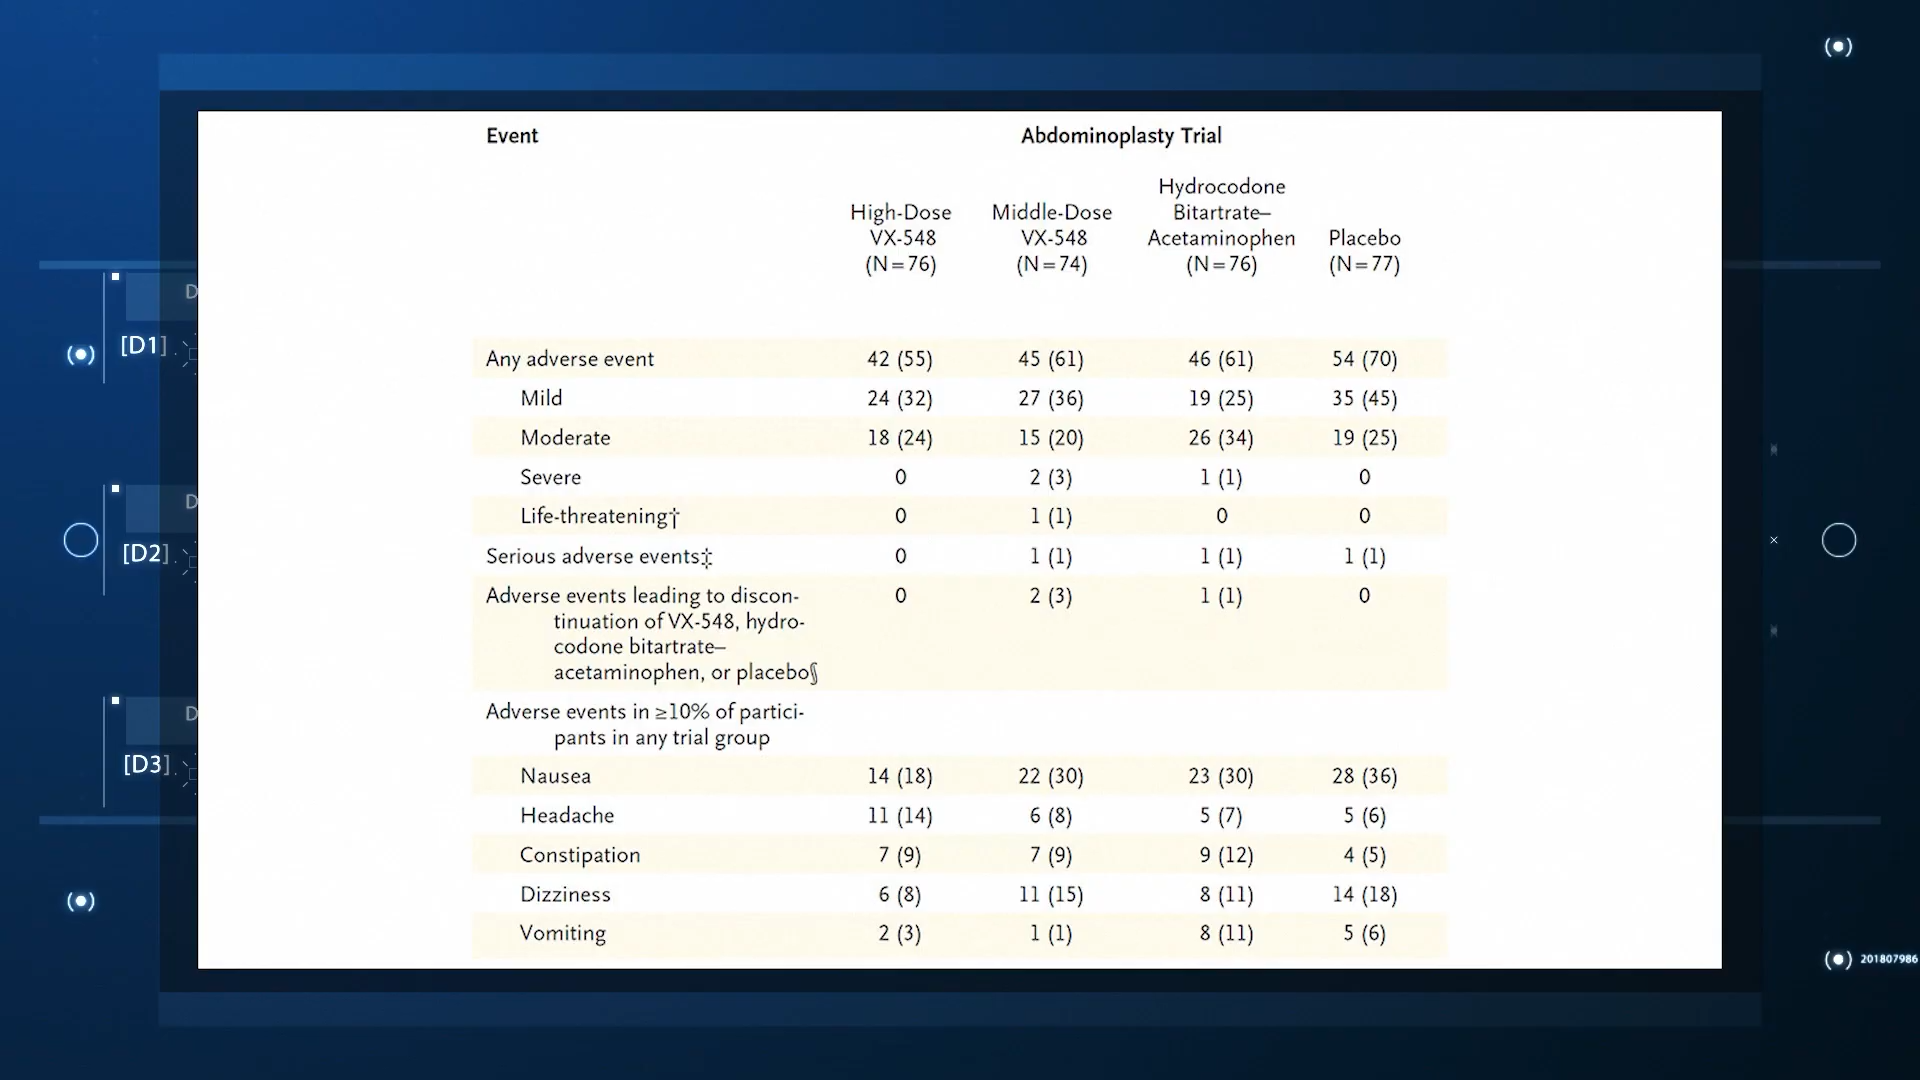 Event Abdominoplasty Trial
High-Dose VX-548 (N=76) Middle-Dose VX-548 (N=74) Hydrocodone Bitartrate–Acetaminophen (N=76) Placebo (N=77)
Any adverse event 42 (55) 45 (61) 46 (61) 54 (70)
Mild 24 (32) 27 (36) 19 (25) 35 (45)
Moderate 18 (24) 15 (20) 26 (34) 19 (25)
Severe 0 2 (3) 1 (1) 0
Life-threatening† 0 1 (1) 0 0
Serious adverse events‡ 0 1 (1) 1 (1) 1 (1)
Adverse events leading to discon- 0 2 (3) 1 (1) 0
tinuation of VX-548, hydro-
codone bitartrate–
acetaminophen, or placebo§
Adverse events in ≥10% of partici-
pants in any trial group
Nausea 14 (18) 22 (30) 23 (30) 28 (36)
Headache 11 (14) 6 (8) 5 (7) 5 (6)
Constipation 7 (9) 7 (9) 9 (12) 4 (5)
Dizziness 6 (8) 11 (15) 8 (11) 14 (18)
Vomiting 2 (3) 1 (1) 8 (11) 5 (6)
D
[D1]
D
[D2]
D
[D3]
201807986